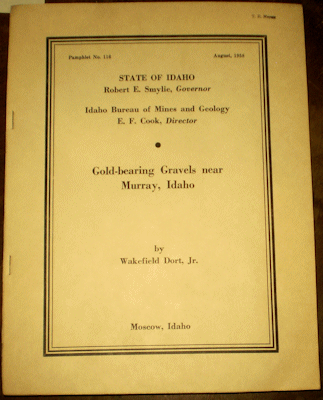 Pamphlet No. 116 August, 1958
STATE OF IDAHO
Robert E. Smylie, Governor
Idaho Bureau of Mines and Geology
E. F. Cook, Director
Gold-bearing Gravels near
Murray, Idaho
by
Wakefield Dort, Jr.
Moscow, Idaho